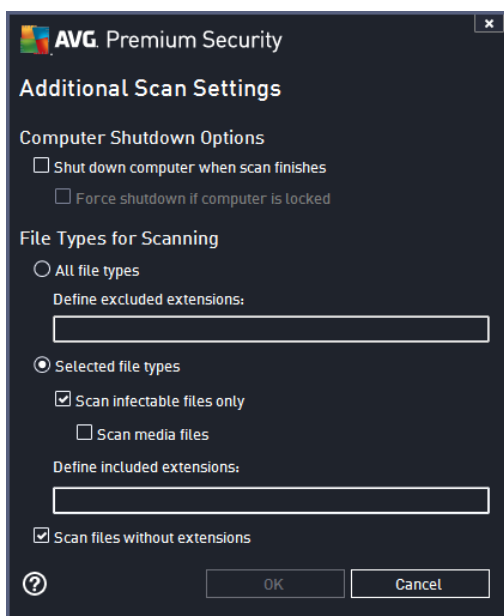 AVG. Premium Security
Additional Scan Settings
Computer Shutdown Options
Shut down computer when scan finishes
Force shutdown if computer is locked
File Types for Scanning
All file types
Define excluded extensions:
Selected file types
Scan infectable files only
Scan media files
Define included extensions:
Scan files without extensions
OK
Cancel